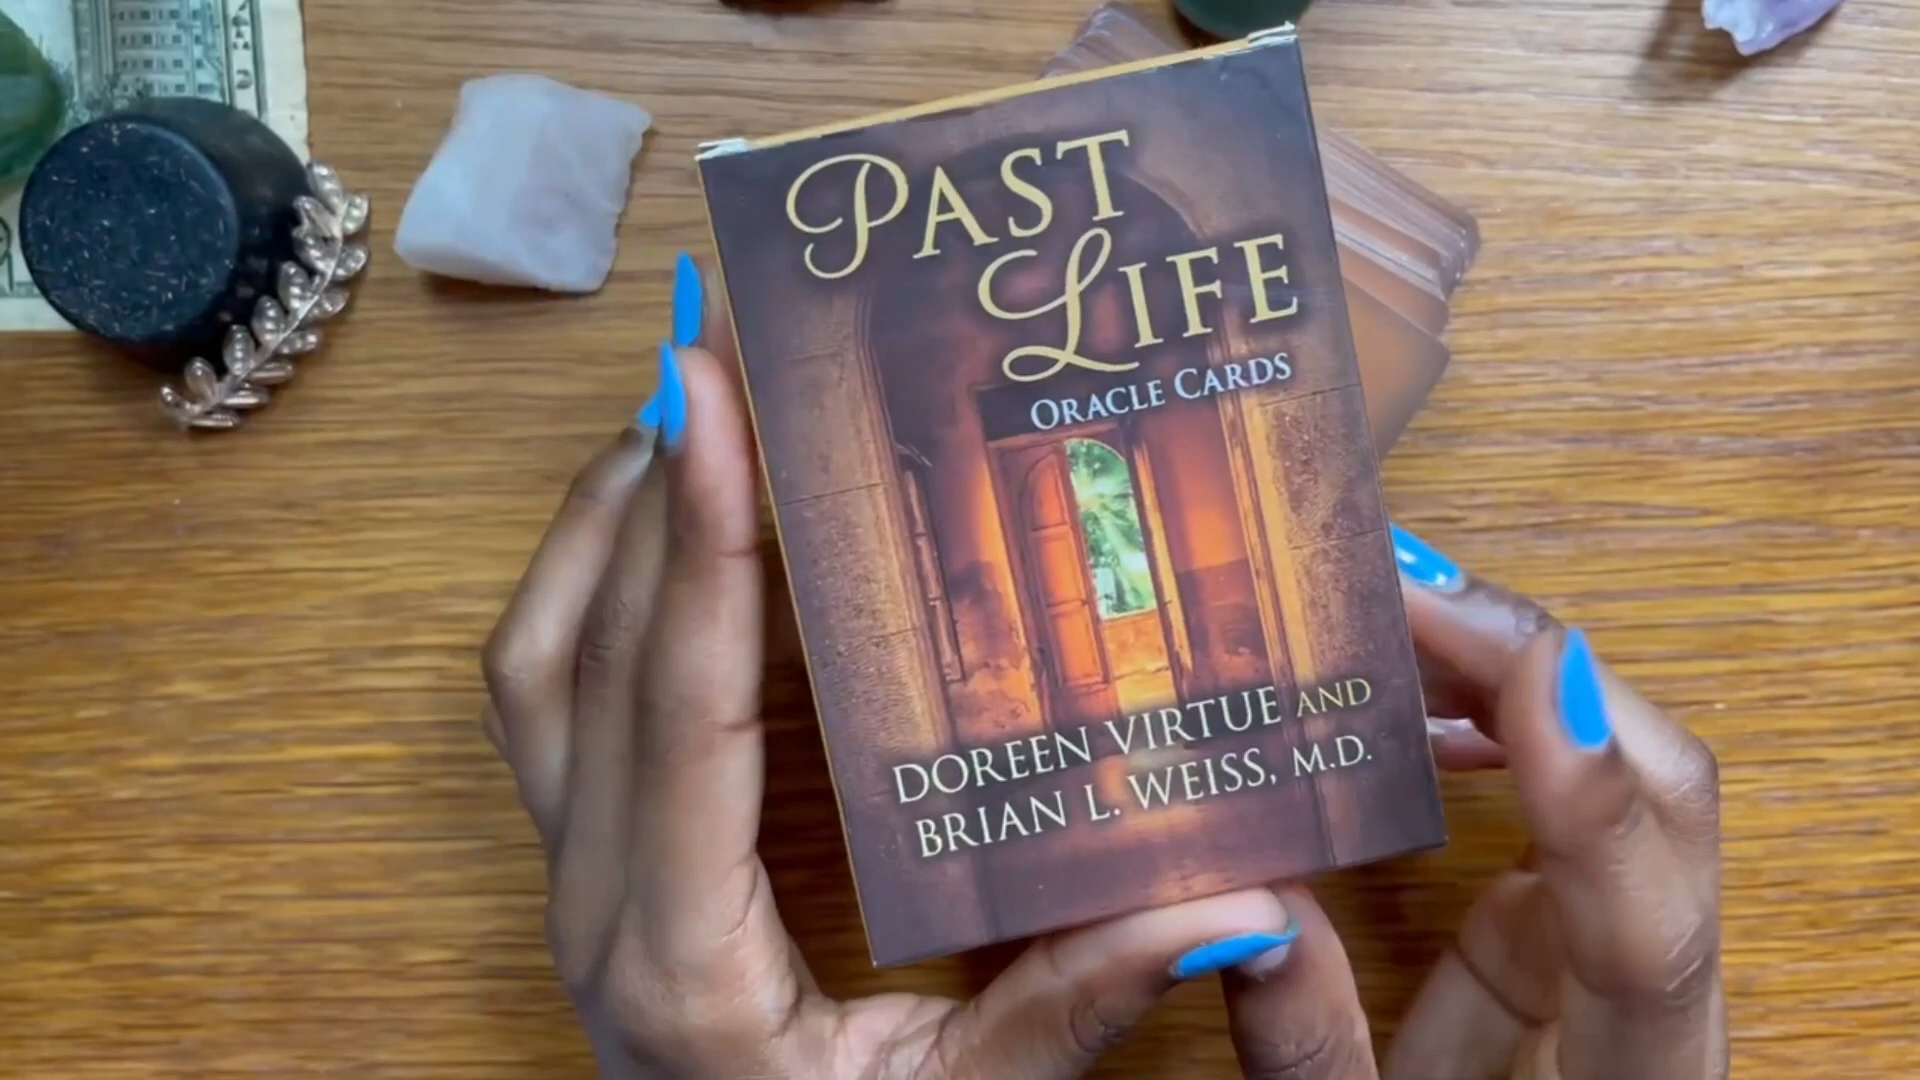 PAST
LIFE
ORACLE CARDS
DOREEN VIRTUE AND
BRIAN L. WEISS, M.D.